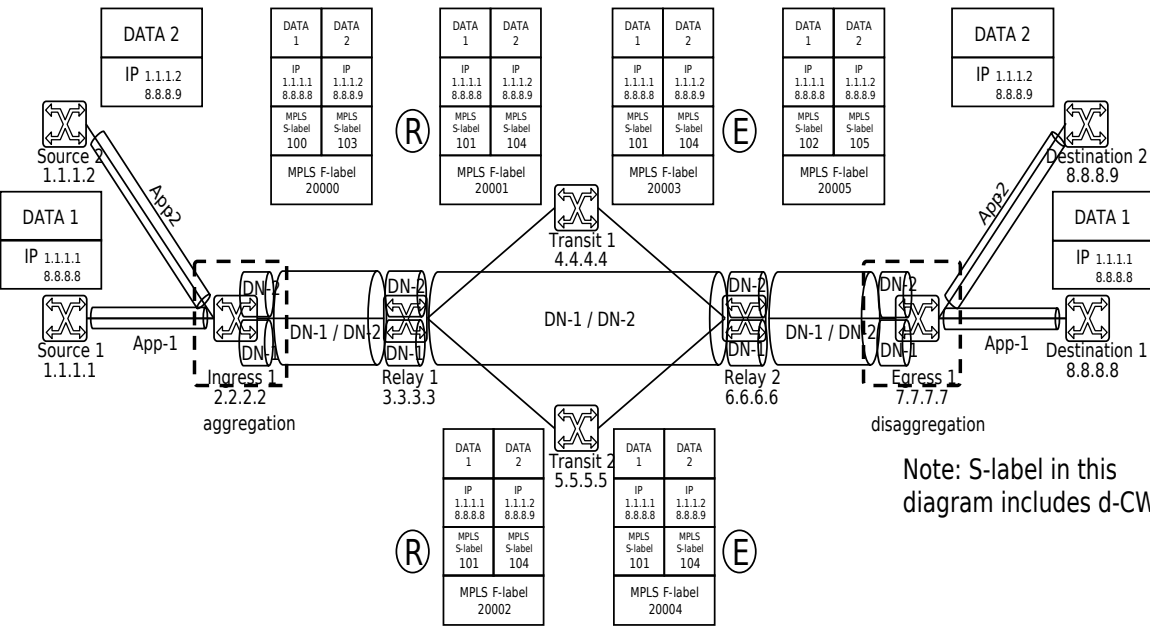 DATA 2
IP 1.1.1.2
8.8.8.9
DATA
1
DATA
2
IP
1.1.1.1
8.8.8.8
IP
1.1.1.2
8.8.8.9
MPLS
S-label
100
MPLS
S-label
103
MPLS F-label
20000
R
DATA
1
DATA
2
IP
1.1.1.1
8.8.8.8
IP
1.1.1.2
8.8.8.9
MPLS
S-label
101
MPLS
S-label
104
MPLS F-label
20001
DATA
1
DATA
2
IP
1.1.1.1
8.8.8.8
IP
1.1.1.2
8.8.8.9
MPLS
S-label
101
MPLS
S-label
104
MPLS F-label
20003
E
DATA
1
DATA
2
IP
1.1.1.1
8.8.8.8
IP
1.1.1.2
8.8.8.9
MPLS
S-label
102
MPLS
S-label
105
MPLS F-label
20005
DATA 2
IP 1.1.1.2
8.8.8.9
Source 2
1.1.1.2
App2
Destination 2
8.8.8.9
App2
DATA 1
IP 1.1.1.1
8.8.8.8
DATA 1
IP 1.1.1.1
8.8.8.8
Transit 1
4.4.4.4
DN-2
DN-2
DN-2
DN-2
DN-1 / DN-2
DN-1 / DN-2
DN-1 / DN-2
DN-1
DN-1
DN-1
DN-1
App-1
App-1
Source 1
1.1.1.1
Ingress 1
2.2.2.2
aggregation
Relay 1
3.3.3.3
Relay 2
6.6.6.6
Egress 1
7.7.7.7
disaggregation
Destination 1
8.8.8.8
Transit 2
5.5.5.5
R
DATA
1
DATA
2
IP
1.1.1.1
8.8.8.8
IP
1.1.1.2
8.8.8.9
MPLS
S-label
101
MPLS
S-label
104
MPLS F-label
20002
DATA
1
DATA
2
IP
1.1.1.1
8.8.8.8
IP
1.1.1.2
8.8.8.9
MPLS
S-label
101
MPLS
S-label
104
MPLS F-label
20004
E
Note: S-label in this
diagram includes d-CW